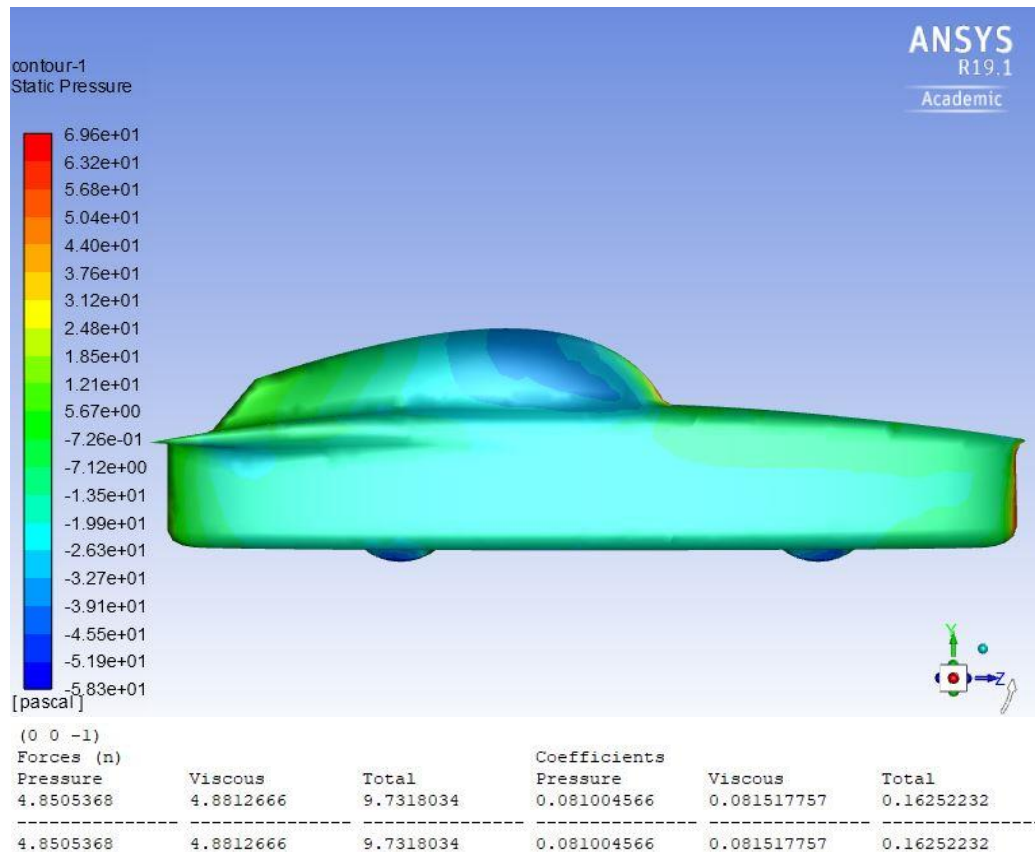 ANSYS
R19.1
Academic
contour-1
Static Pressure
6.96e+01
6.32e+01
5.68e+01
5.04e+01
4.40e+01
3.76e+01
3.12e+01
2.48e+01
1.85e+01
1.21e+01
5.67e+00
-7.26e-01
-7.12e+00
-1.35e+01
-1.99e+01
-2.63e+01
-3.27e+01
-3.91e+01
-4.55e+01
-5.19e+01
-5.83e+01
[pascal]
Y
Z
(0 0 -1)
Forces (n) Coefficients
Pressure Viscous Total Pressure Viscous Total
4.8505368 4.8812666 9.7318034 0.081004566 0.081517757 0.16252232
---------------- ---------------- ---------------- ---------------- ---------------- ----------------
4.8505368 4.8812666 9.7318034 0.081004566 0.081517757 0.16252232